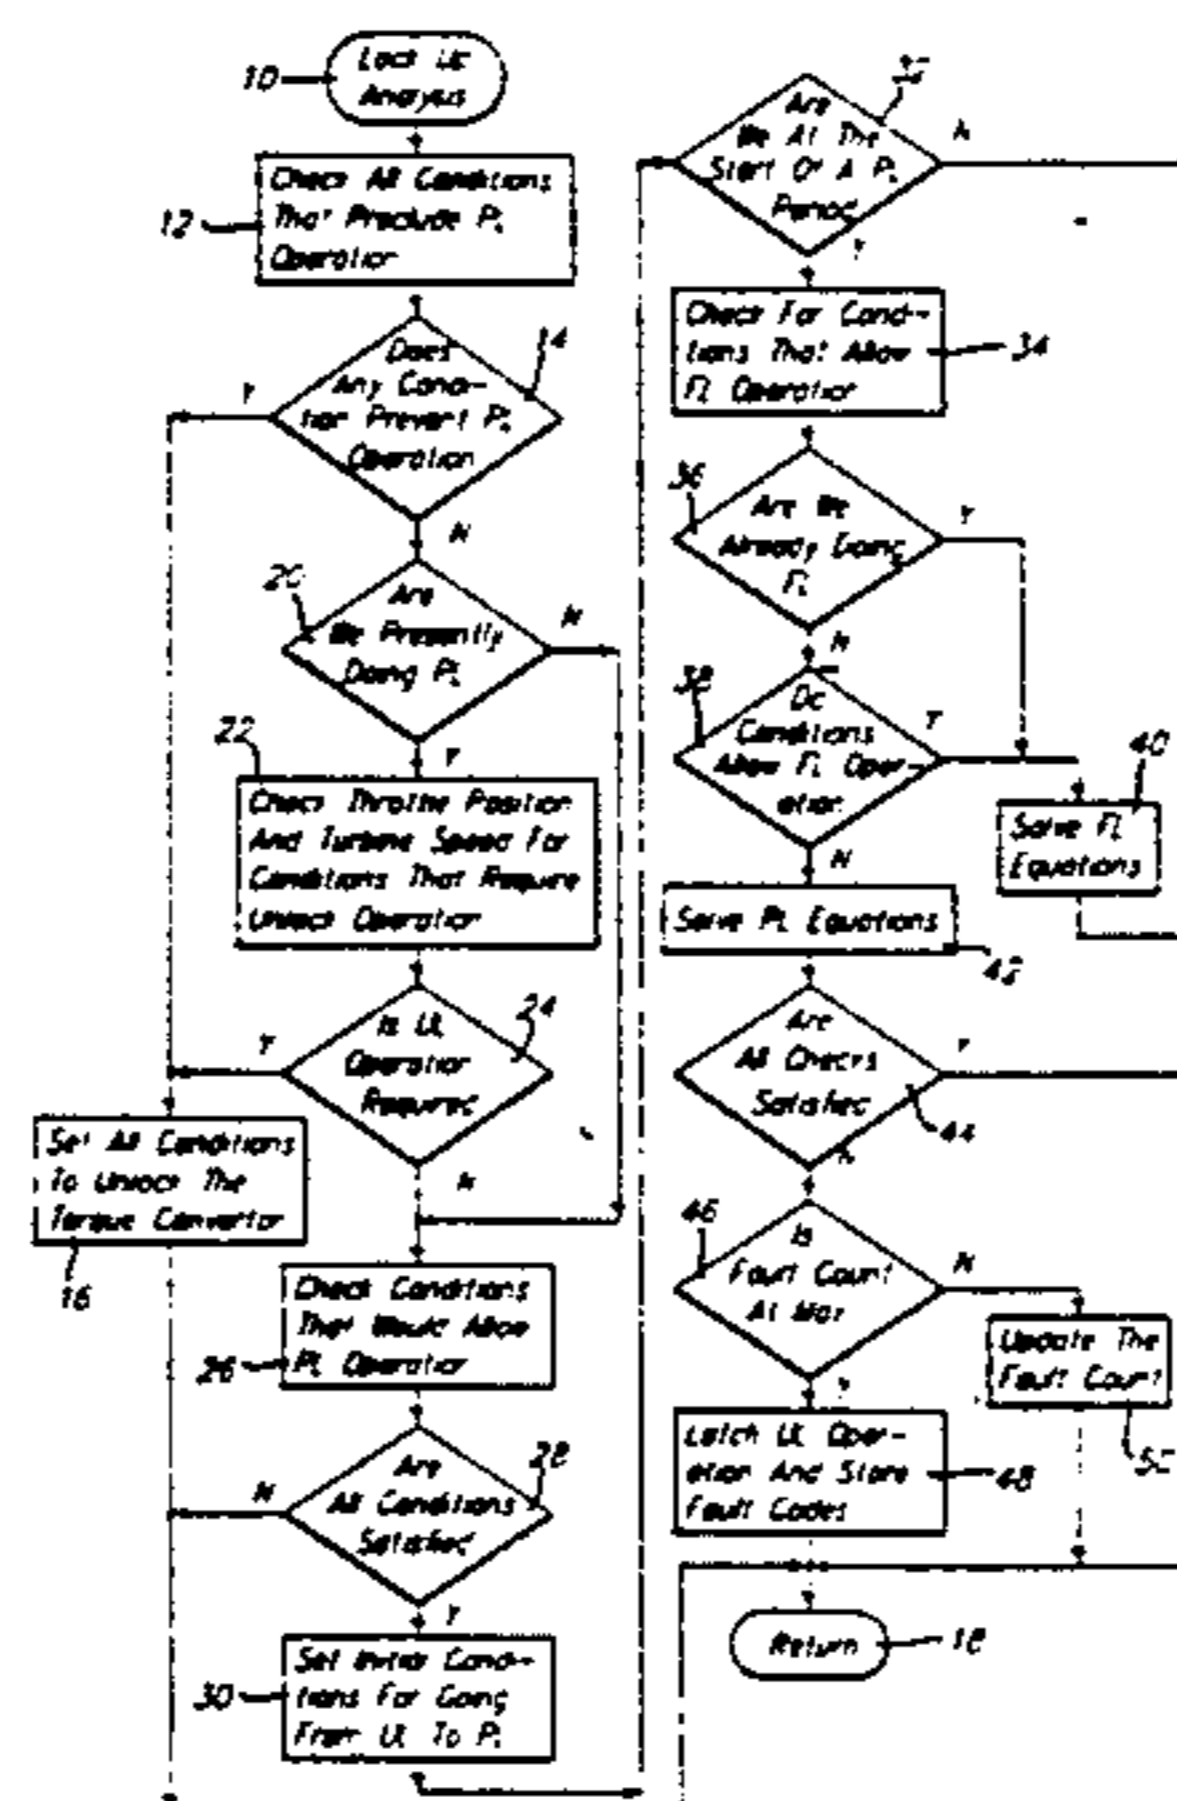 10
Lock Up
Analysis
12
Check All Conditions
That Preclude PL
Operation
14
Does
Any Condi-
tion Prevent PL
Operation
Y
N
20
Are
We Presently
Doing PL
N
Y
22
Check Throttle Position
And Turbine Speed For
Conditions That Require
Unlock Operation
24
Is UL
Operation
Required
Y
N
Set All Conditions
To Unlock The
Torque Convertor
16
Check Conditions
That Would Allow
PL Operation
26
28
Are
All Conditions
Satisfied
N
Y
30
Set Initial Condi-
tions For Going
From UL To PL
32
Are
We At The
Start Of A PL
Period
N
Y
Check For Condi-
tions That Allow
FL Operation
34
36
Are We
Already Doing
FL
Y
N
38
Do
Conditions
Allow FL Oper-
ation
Y
N
40
Solve FL
Equations
Solve PL Equations
42
Are
All Checks
Satisfied
Y
44
N
46
Is
Fault Count
At Max
N
Y
Update The
Fault Count
50
Latch UL Oper-
ation And Store
Fault Codes
48
Return
18